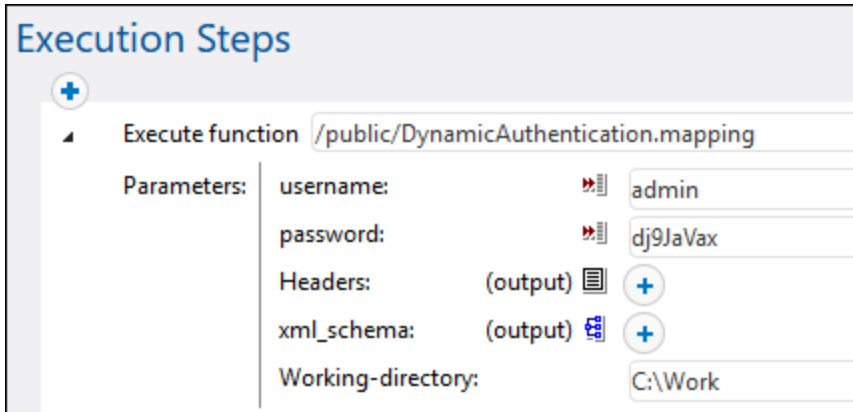 Execution Steps
Execute function /public/DynamicAuthentication.mapping
Parameters: username: admin
password: dj9JaVax
Headers: (output)
xml_schema: (output)
Working-directory: C:\Work